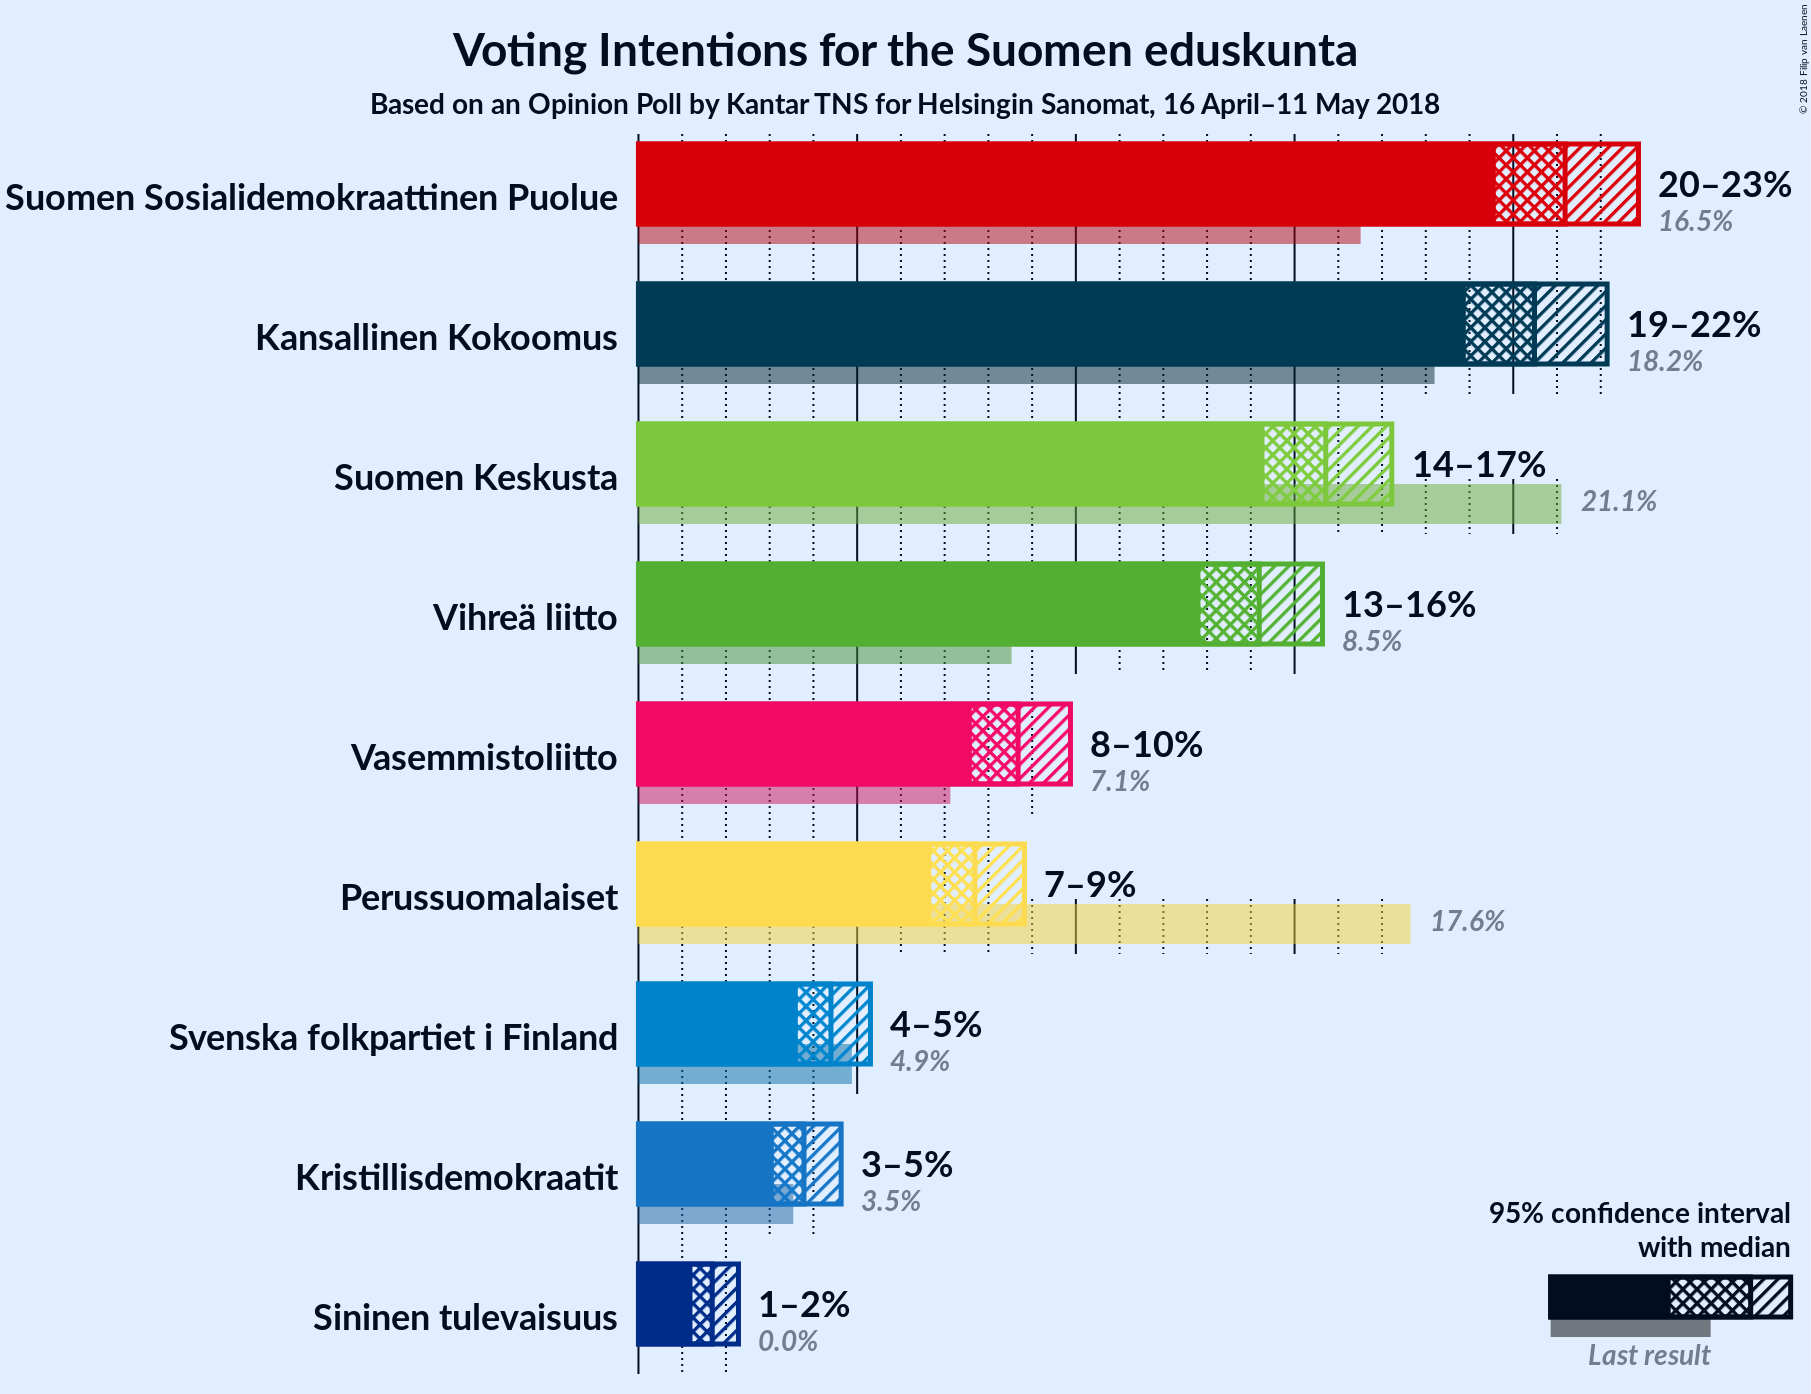 Voting Intentions for the Suomen eduskunta
Based on an Opinion Poll by Kantar TNS for Helsingin Sanomat, 16 April–11 May 2018
© 2018 Filip van Laenen
Suomen Sosialidemokraattinen Puolue
20–23%
16.5%
Kansallinen Kokoomus
19–22%
18.2%
Suomen Keskusta
14–17%
21.1%
Vihreä liitto
13–16%
8.5%
Vasemmistoliitto
8–10%
7.1%
Perussuomalaiset
7–9%
17.6%
Svenska folkpartiet i Finland
4–5%
4.9%
Kristillisdemokraatit
3–5%
3.5%
Sininen tulevaisuus
1–2%
0.0%
95% confidence interval
with median
Last result